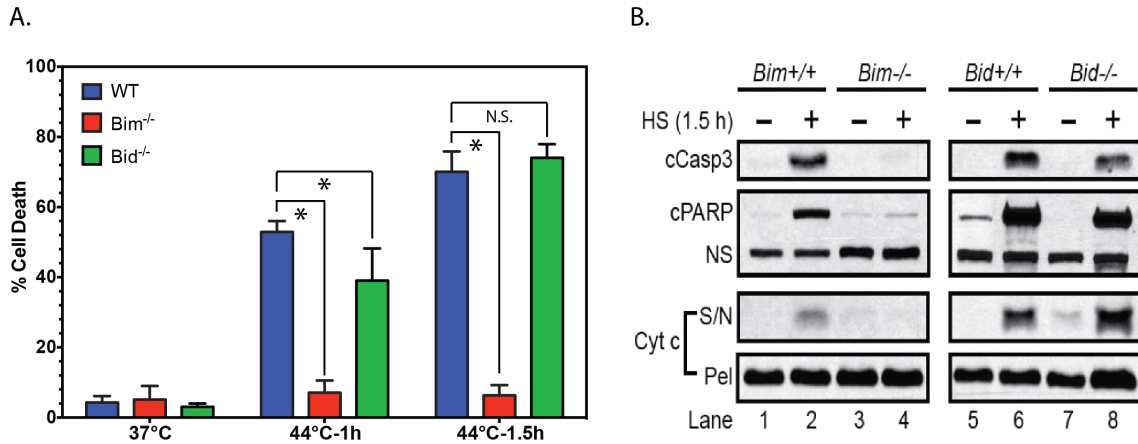 A.
B.
100
80
60
40
20
0
% Cell Death
WT
Bim-/-
Bid-/-
*
*
*
N.S.
37°C
44°C-1h
44°C-1.5h
Bim+/+ Bim-/- Bid+/+ Bid-/-
HS (1.5 h) – + – + – + – +
cCasp3
cPARP
NS
S/N
Cyt c
Pel
Lane 1 2 3 4 5 6 7 8